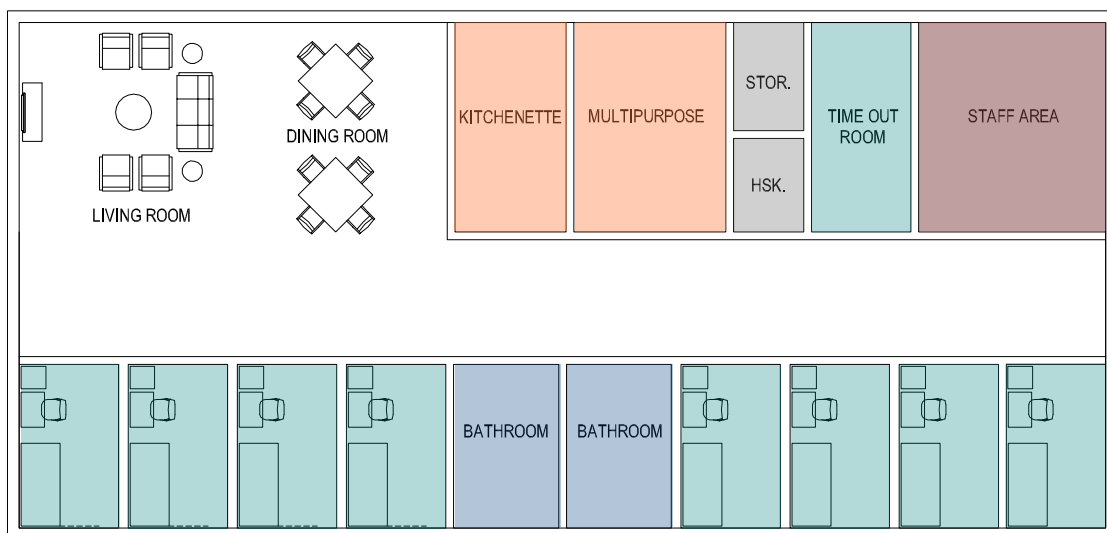 STOR.
KITCHENETTE
MULTIPURPOSE
TIME OUT
ROOM
STAFF AREA
DINING ROOM
HSK.
LIVING ROOM
BATHROOM
BATHROOM